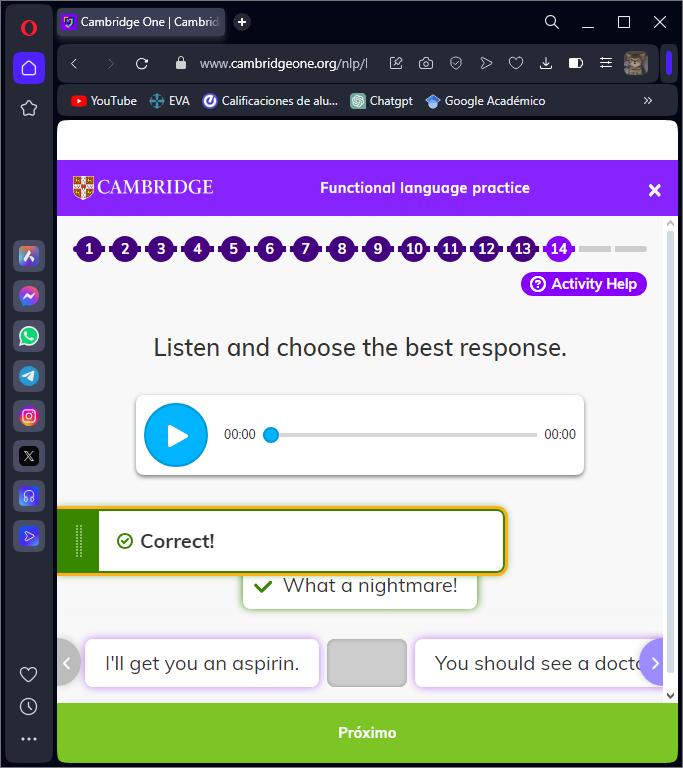 Cambridge One | Cambrid
www.cambridgeone.org/nlp/l
YouTube
EVA
Calificaciones de alu...
Chatgpt
Google Académico
CAMBRIDGE
Functional language practice
1 2 3 4 5 6 7 8 9 10 11 12 13 14
Activity Help
Listen and choose the best response.
00:00
00:00
Correct!
What a nightmare!
I'll get you an aspirin.
You should see a docto
Próximo